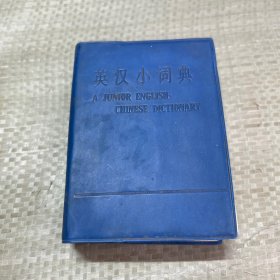 英汉小词典
A JUNIOR ENGLISH-
CHINESE DICTIONARY